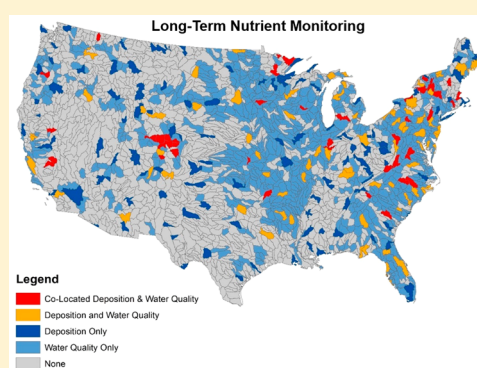 Long-Term Nutrient Monitoring
Legend
Co-Located Deposition & Water Quality
Deposition and Water Quality
Deposition Only
Water Quality Only
None